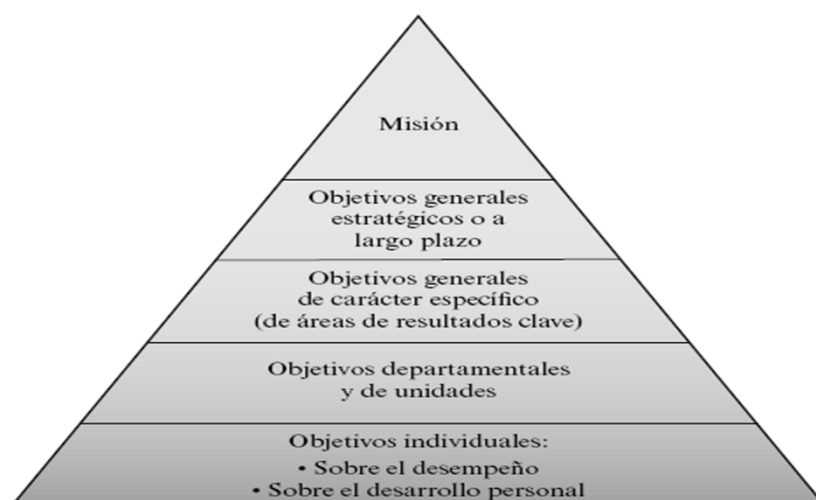 Misión
Objetivos generales
estratégicos o a
largo plazo
Objetivos generales
de carácter específico
(de áreas de resultados clave)
Objetivos departamentales
y de unidades
Objetivos individuales:
• Sobre el desempeño
• Sobre el desarrollo personal